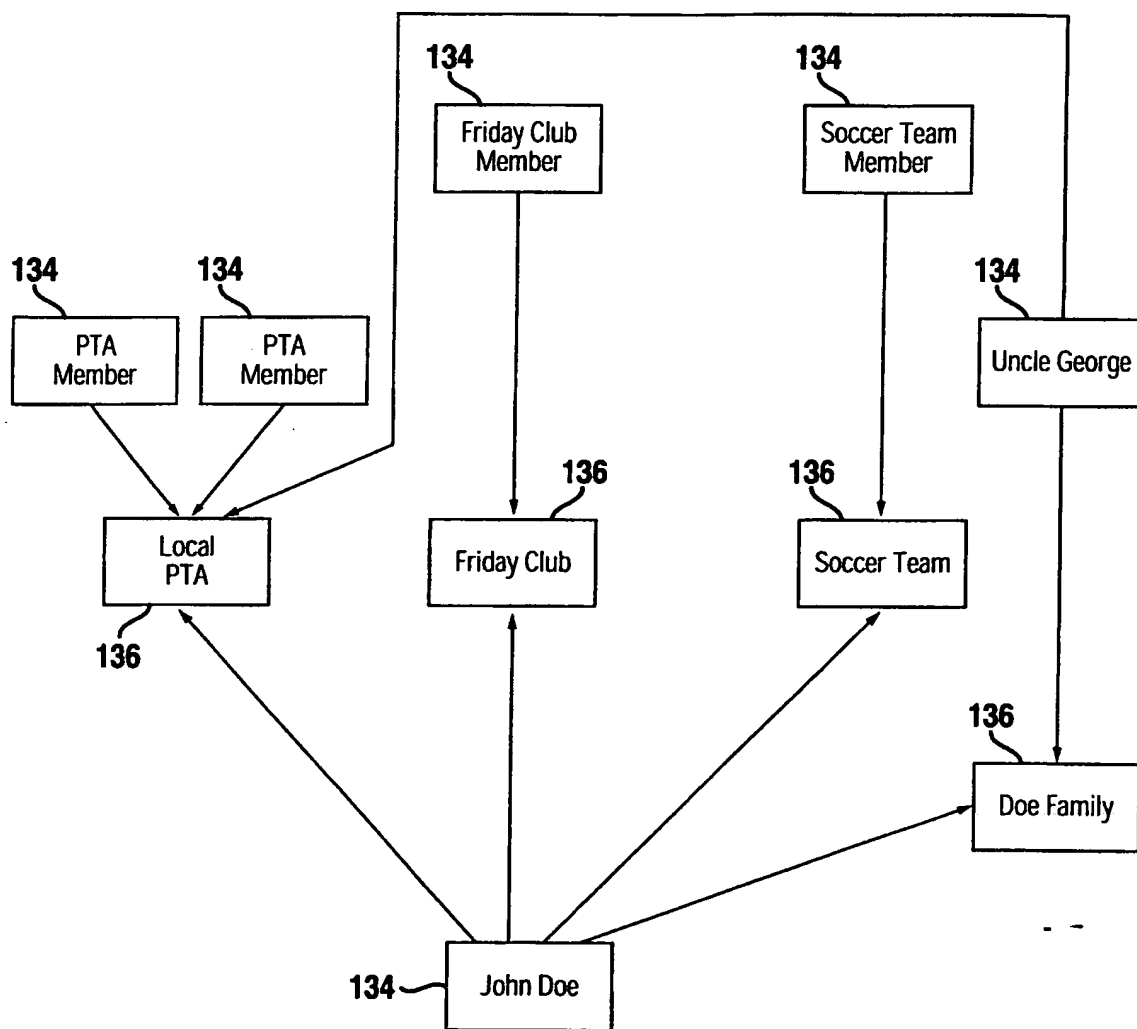 134
Friday Club
Member
134
Soccer Team
Member
134
PTA
Member
134
PTA
Member
134
Uncle George
Local
PTA
136
136
Friday Club
136
Soccer Team
136
Doe Family
134
John Doe